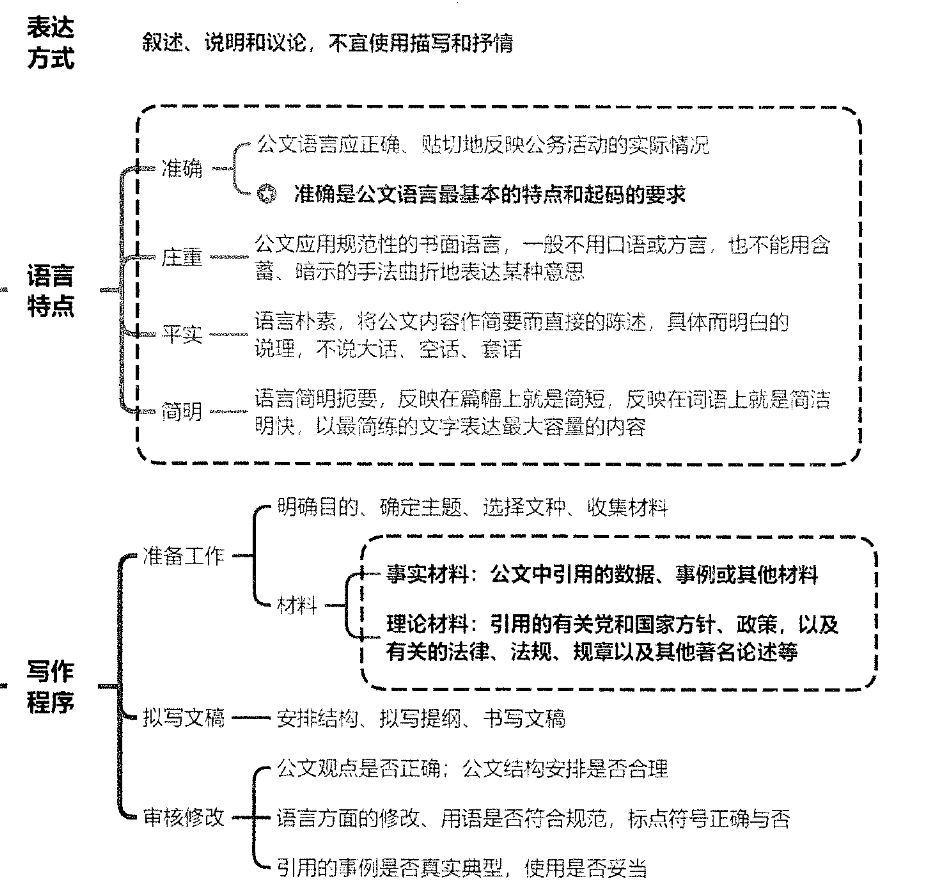 表达
方式
叙述、说明和议论，不宜使用描写和抒情
语言
特点
准确
公文语言应正确、贴切地反映公务活动的实际情况
准确是公文语言最基本的特点和起码的要求
庄重
公文应用规范性的书面语言，一般不用口语或方言，也不能用含
蓄、暗示的手法曲折地表达某种意思
平实
语言朴素，将公文内容作简要而直接的陈述，具体而明白的
说理，不说大话、空话、套话
简明
语言简明扼要，反映在篇幅上就是简短，反映在词语上就是简洁
明快，以最简练的文字表达最大容量的内容
写作
程序
准备工作
明确目的、确定主题、选择文种、收集材料
材料
事实材料：公文中引用的数据、事例或其他材料
理论材料：引用的有关党和国家方针、政策，以及
有关的法律、法规、规章以及其他著名论述等
拟写文稿
安排结构、拟写提纲、书写文稿
审核修改
公文观点是否正确；公文结构安排是否合理
语言方面的修改、用语是否符合规范，标点符号正确与否
引用的事例是否真实典型，使用是否妥当